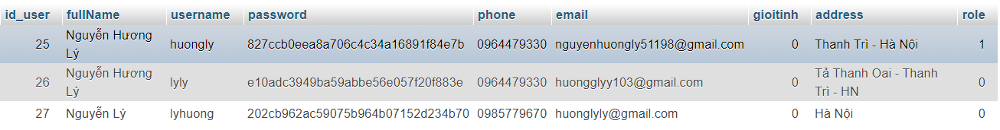 id_user fullName username password phone email gioitinh address role
25 Nguyễn Hương Lý huongly 827ccb0eea8a706c4c34a16891f84e7b 0964479330 nguyenhuongly51198@gmail.com 0 Thanh Trì - Hà Nội 1
26 Nguyễn Hương Lý lyly e10adc3949ba59abbe56e057f20f883e 0964479330 huongglyy103@gmail.com 0 Tả Thanh Oai - Thanh Trì - HN 0
27 Nguyễn Lý lyhuong 202cb962ac59075b964b07152d234b70 0985779670 huonglyly@gmail.com 0 Hà Nội 0